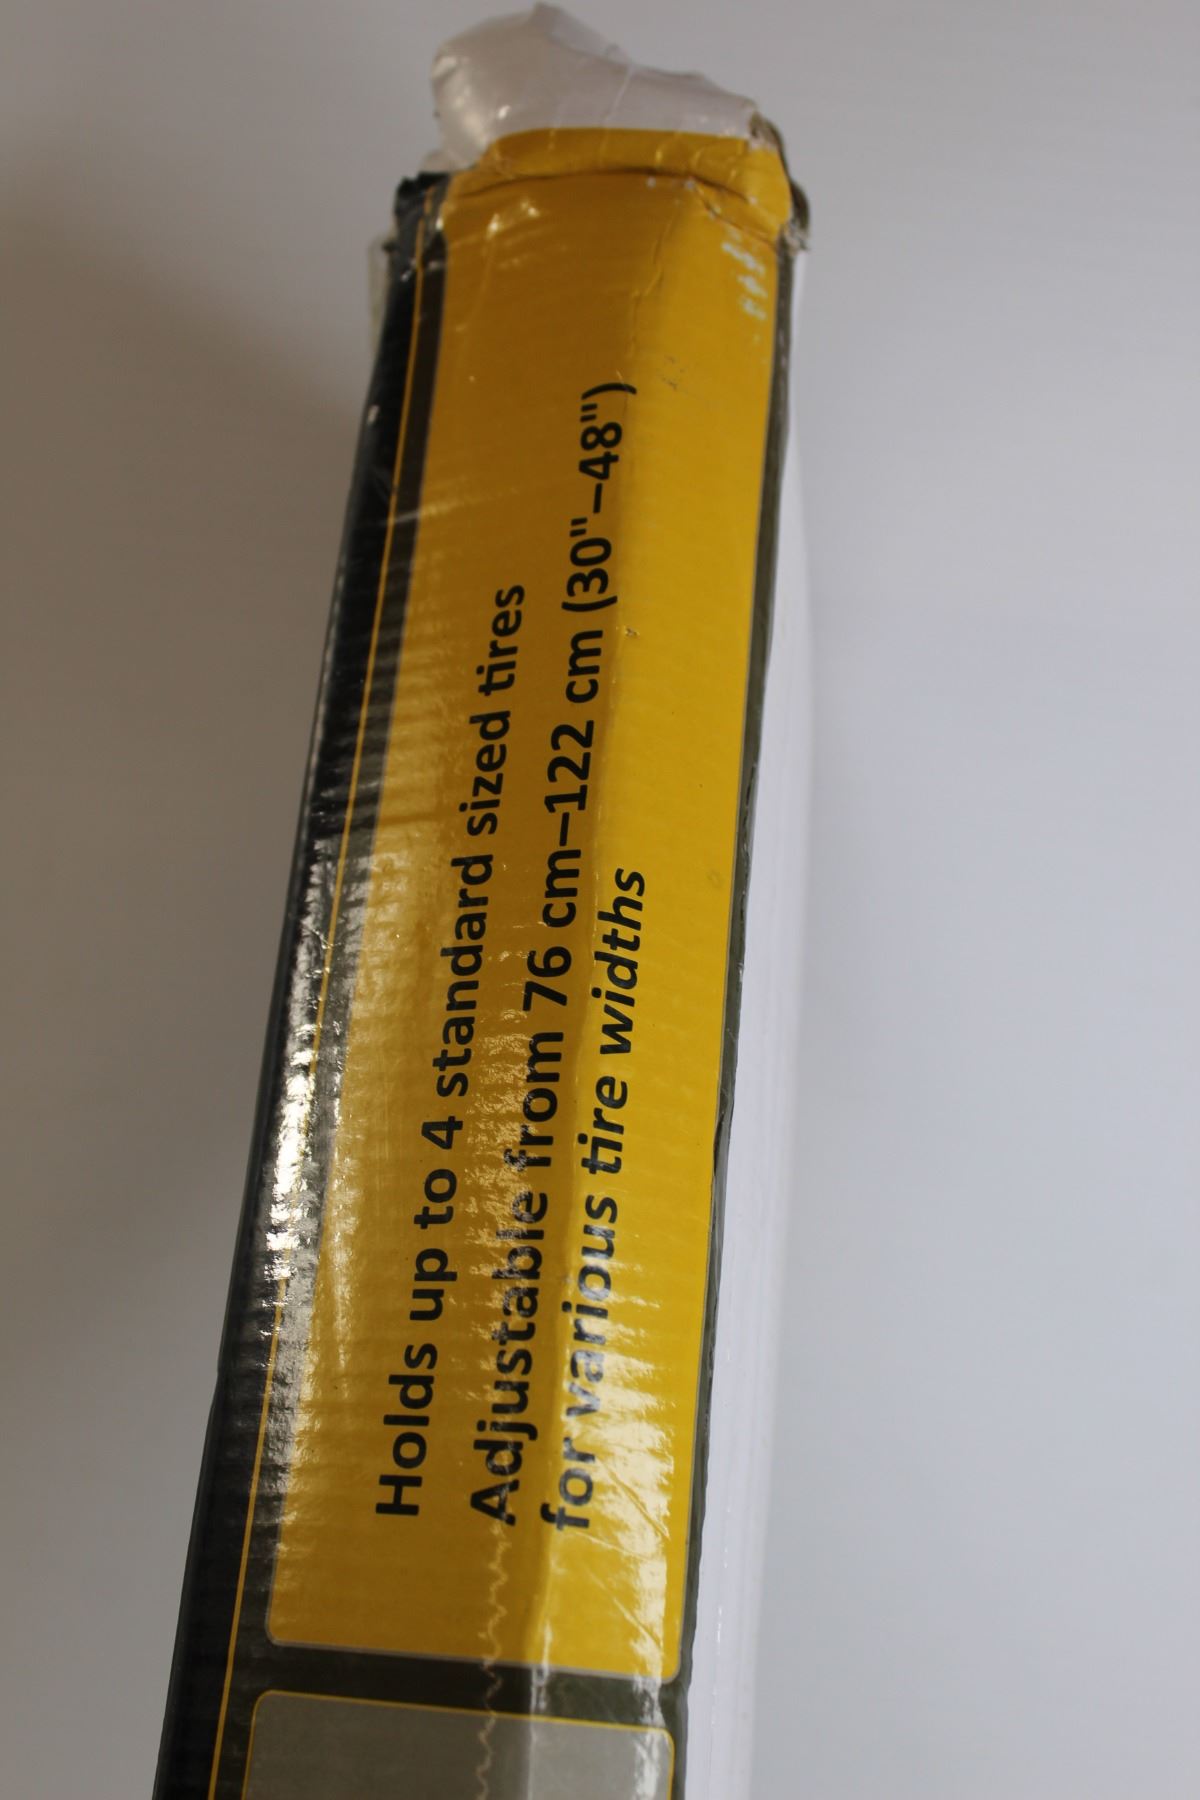 Holds up to 4 standard sized tires
Adjustable from 76 cm–122 cm (30"–48")
for various tire widths